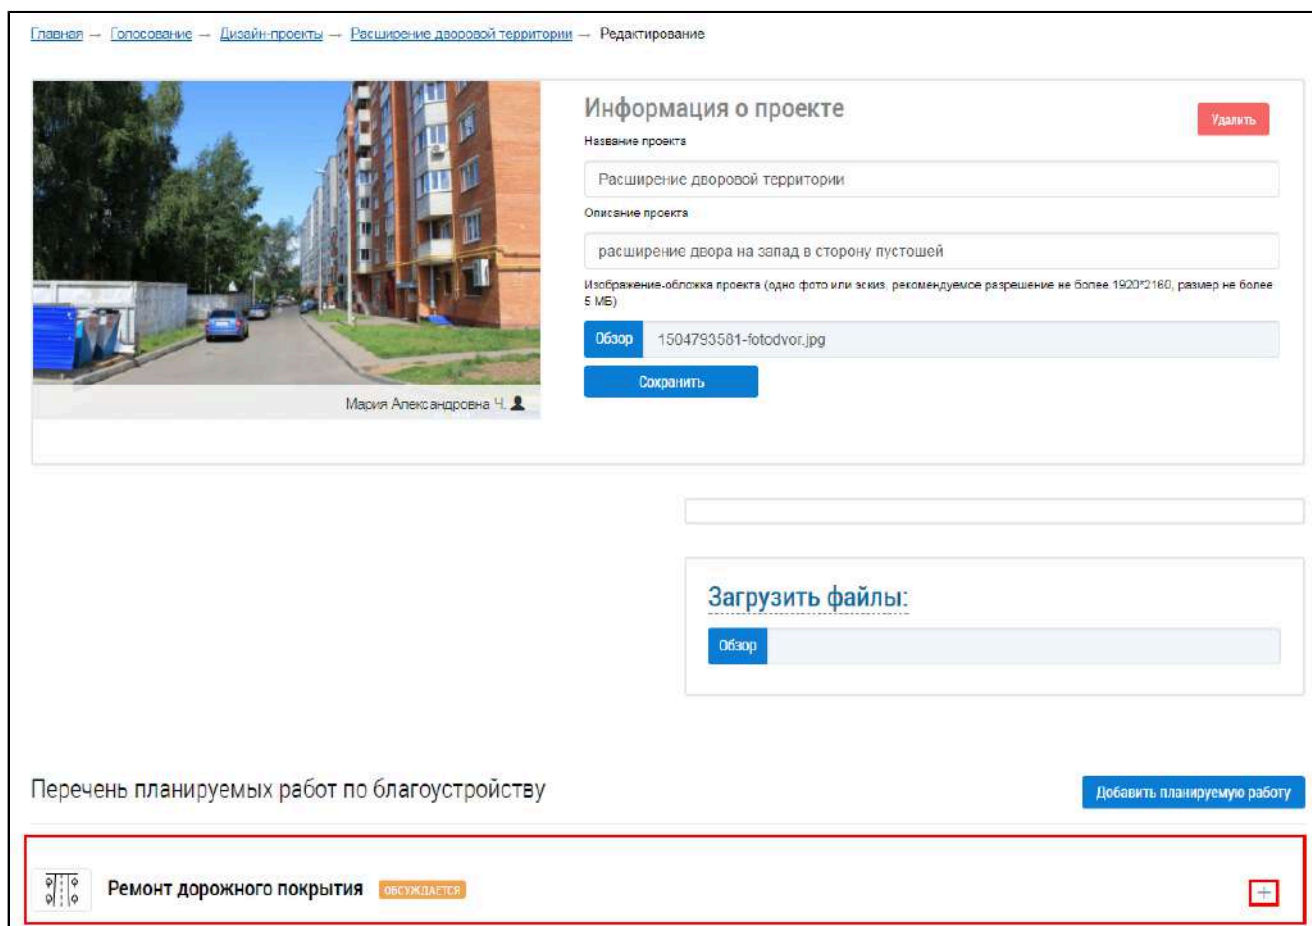 Главная → Голосование → Дизайн-проекты → Расширение дворовой территории → Редактирование
Информация о проекте
Удалить
Название проекта
Расширение дворовой территории
Описание проекта
расширение двора на запад в сторону пустошей
Изображение-обложка проекта (одно фото или эскиз, рекомендуемое разрешение не более 1920*2160, размер не более
5 МБ)
Обзор 1504793581-fotodvor.jpg
Сохранить
Мария Александровна Ч.
Загрузить файлы:
Обзор
Перечень планируемых работ по благоустройству
Добавить планируемую работу
Ремонт дорожного покрытия ОБСУЖДАЕТСЯ